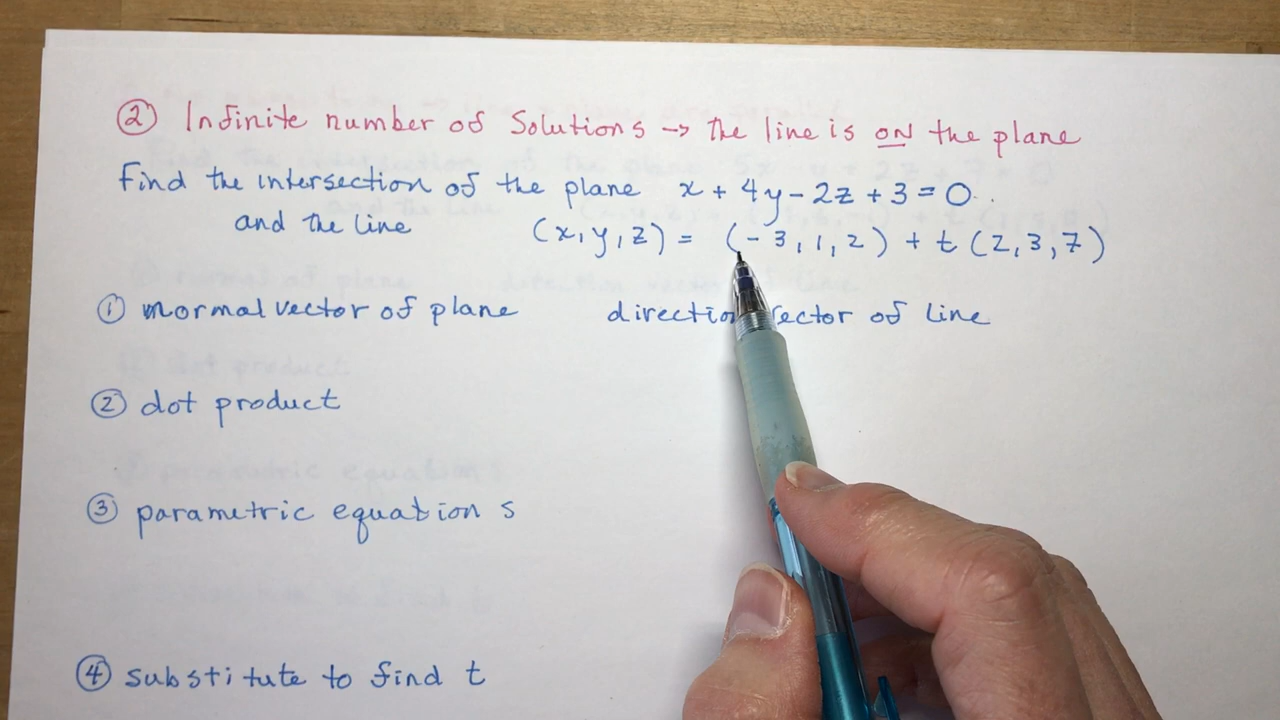 ② Infinite number of Solutions → the line is ON the plane
Find the intersection of the plane x + 4y - 2z + 3 = 0
and the line (x, y, z) = (-3, 1, 2) + t (2, 3, 7)
① normal vector of plane direction vector of line
② dot product
③ parametric equations
④ substitute to find t